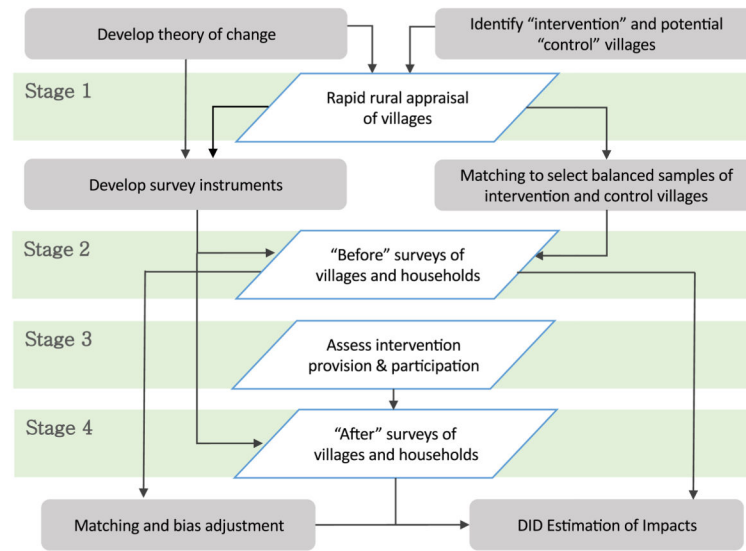 Develop theory of change
Identify “intervention” and potential
“control” villages
Stage 1
Rapid rural appraisal
of villages
Develop survey instruments
Matching to select balanced samples of
intervention and control villages
Stage 2
“Before” surveys of
villages and households
Stage 3
Assess intervention
provision & participation
Stage 4
“After” surveys of
villages and households
Matching and bias adjustment
DID Estimation of Impacts